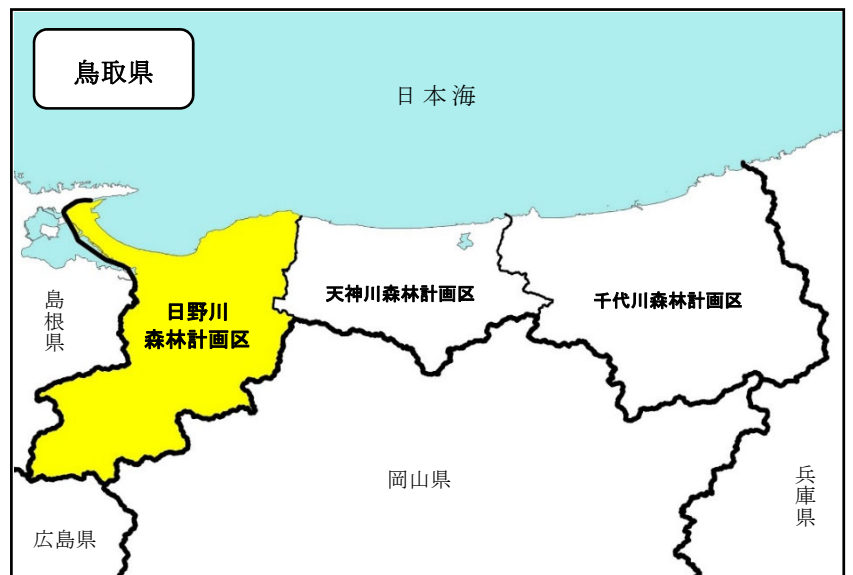 鳥取県
日本海
島根県
日野川
森林計画区
天神川森林計画区
千代川森林計画区
岡山県
兵庫県
広島県